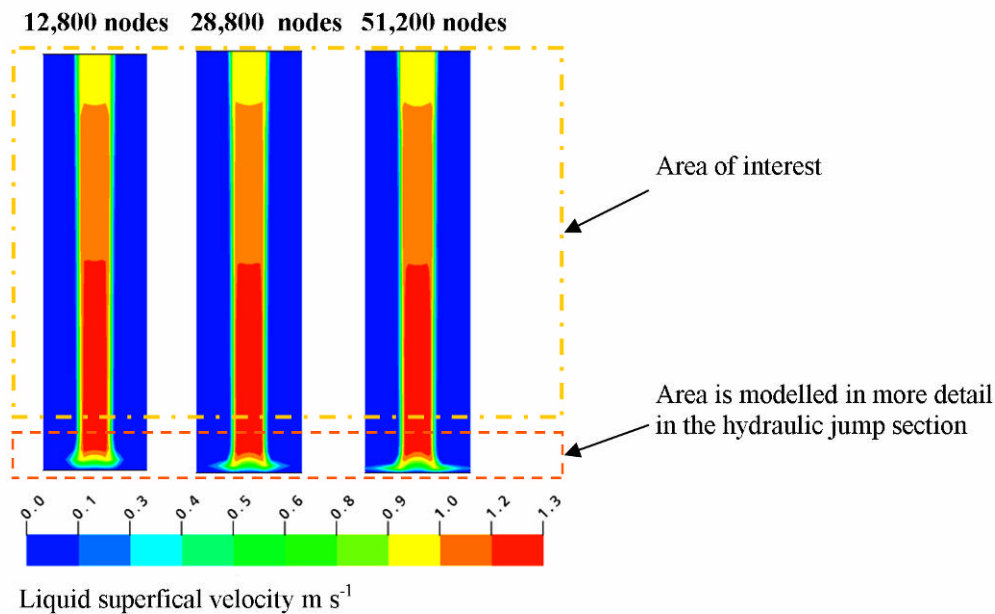 12,800 nodes 28,800 nodes 51,200 nodes
Area of interest
Area is modelled in more detail
in the hydraulic jump section
0.0 0.1 0.3 0.4 0.5 0.6 0.8 0.9 1.0 1.2 1.3
Liquid superfical velocity m s-1